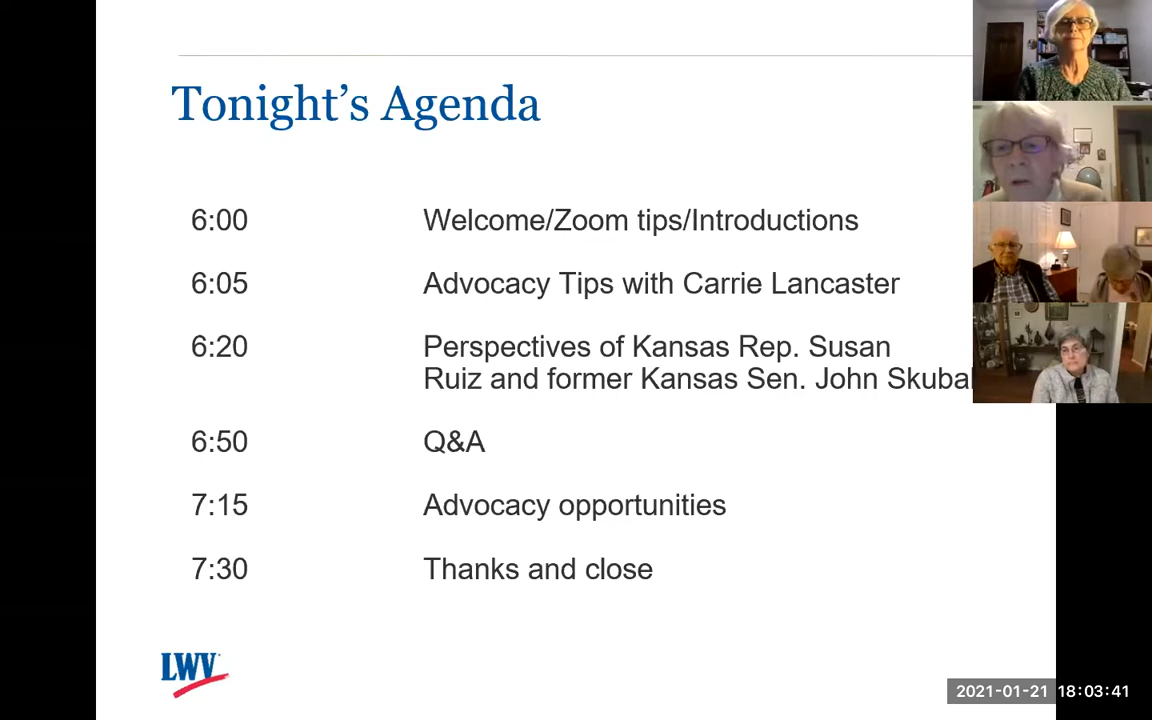 Tonight's Agenda
6:00 Welcome/Zoom tips/Introductions
6:05 Advocacy Tips with Carrie Lancaster
6:20 Perspectives of Kansas Rep. Susan
Ruiz and former Kansas Sen. John Skubal
6:50 Q&A
7:15 Advocacy opportunities
7:30 Thanks and close
LWV
2021-01-21 18:03:41